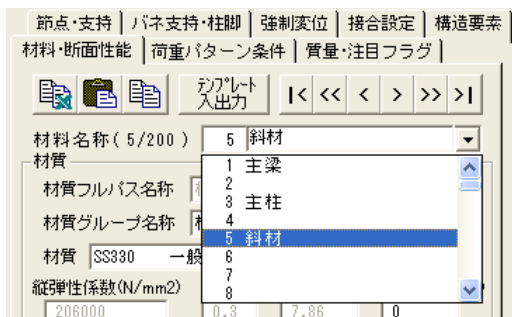 節点・支持 バネ支持・柱脚 強制変位 接合設定 構造要素
材料・断面性能 荷重パターン条件 質量・注目フラグ
テンプレート
入出力 |< << < > >> >|
材料名称(5/200) 5 斜材
材質
1 主梁
2
材質フルパス名称
3 主柱
4
材質グループ名称
5 斜材
材質 SS330 一般
6
7
縦弾性係数(N/mm2)
8
206000 0.3 7.86 0